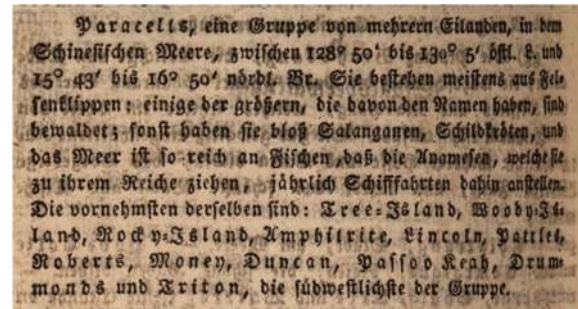 Paracells, eine Gruppe von mehrern Eilanden, in dem
Schinesischen Meere, zwischen 128° 50' bis 130° 5' östl. L. und
15° 43' bis 16° 50' nördl. Br. Sie bestehen meistens aus Fel-
senklippen; einige der größern, die davon den Namen haben, sind
bewaldet; sonst haben sie bloß Salanganen, Schildkröten, und
das Meer ist so reich an Fischen, daß die Anamesen, welche sie
zu ihrem Reiche ziehen, jährlich Schifffahrten dahin anstellen.
Die vornehmsten derselben sind: Tree-Island, Woody-Is-
land, Rocky-Island, Amphitrite, Lincoln, Pattles,
Roberts, Money, Duncan, Passoo Keah, Drum-
monds und Triton, die südwestlichste der Gruppe.